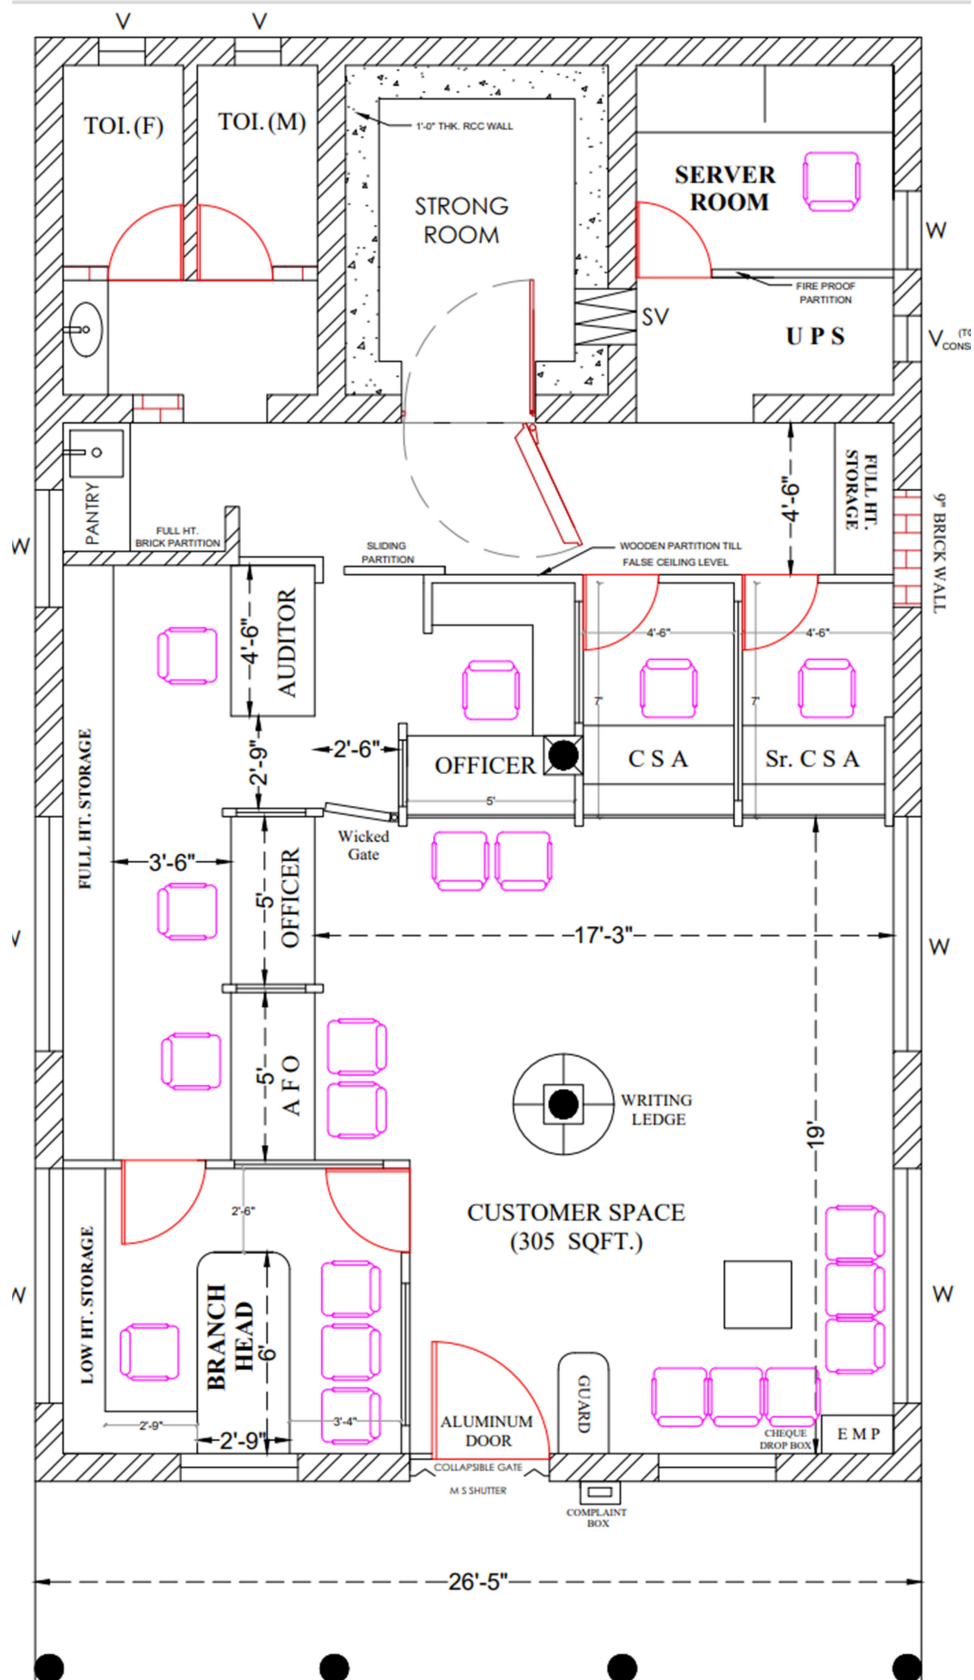 V
V
TOI.(F)
TOI.(M)
1'-0" THK. RCC WALL
STRONG
ROOM
SERVER
ROOM
W
FIRE PROOF
PARTITION
SV
U P S
V
PANTRY
FULL HT.
BRICK PARTITION
SLIDING
PARTITION
WOODEN PARTITION TILL
FALSE CEILING LEVEL
4'-6"
FULL HT.
STORAGE
9" BRICK WALL
W
AUDITOR
4'-6"
4'-6"
4'-6"
7'
7'
2'-9"
2'-6"
OFFICER
5'
C S A
Sr. C S A
Wicked
Gate
FULL HT. STORAGE
3'-6"
5'
OFFICER
17'-3"
W
5'
A F O
WRITING
LEDGE
19'
2'-6"
CUSTOMER SPACE
(305 SQFT.)
W
W
LOW HT. STORAGE
BRANCH
HEAD
6'
2'-9"
2'-9"
3'-4"
ALUMINUM
DOOR
GUARD
CHEQUE
DROP BOX
E M P
COLLAPSIBLE GATE
M S SHUTTER
COMPLAINT
BOX
26'-5"